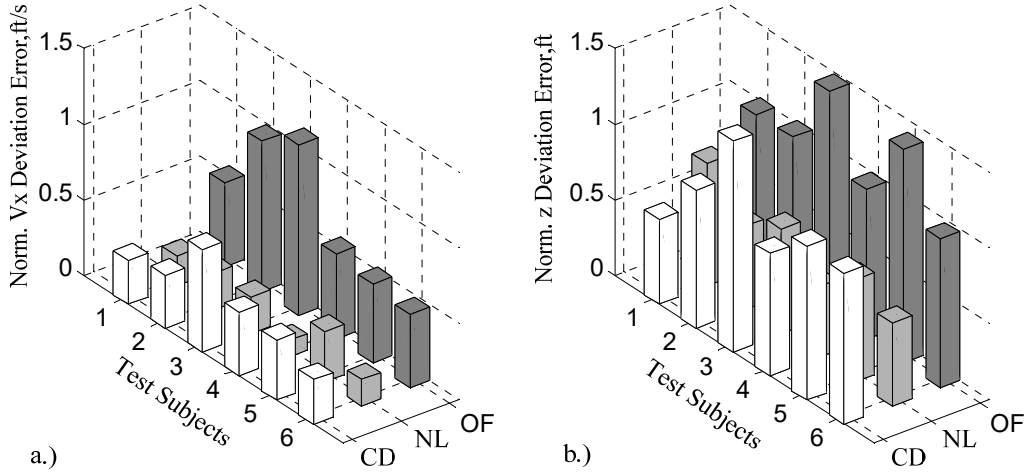 Norm. Vx Deviation Error,ft/s
1.5
1
0.5
0
1
2
3
4
5
6
Test Subjects
CD
NL
OF
a.)
Norm. z Deviation Error,ft
1.5
1
0.5
0
1
2
3
4
5
6
Test Subjects
CD
NL
OF
b.)